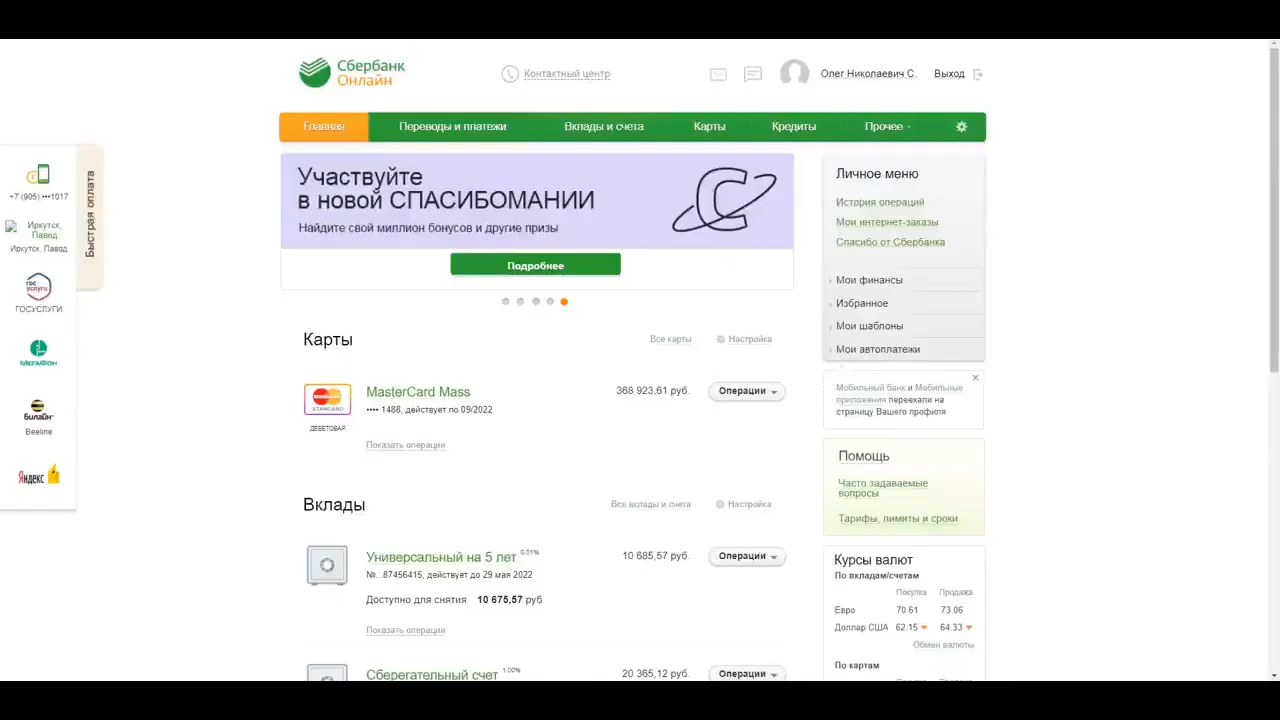 Сбербанк
Онлайн
Контактный центр
Олег Николаевич С.
Выход
Главная
Переводы и платежи
Вклады и счета
Карты
Кредиты
Прочее
+7 (905) •••1017
Иркутск,
Павод
Иркутск, Павод
госуслуги
ГОСУСЛУГИ
МЕГАФОН
Билайн
Beeline
Яндекс
Быстрая оплата
Участвуйте
в новой СПАСИБОМАНИИ
Найдите свой миллион бонусов и другие призы
Подробнее
Карты
Все карты
Настройка
MASTERCARD
STANDARD
ДЕБЕТОВАЯ
MasterCard Mass
•••• 1488, действует по 09/2022
368 923,61 руб.
Операции
Показать операции
Вклады
Все вклады и счета
Настройка
Универсальный на 5 лет 0.01%
№...87456415, действует до 29 мая 2022
10 685,57 руб.
Операции
Доступно для снятия 10 675,57 руб.
Показать операции
Сберегательный счет 1.00%
20 365,12 руб.
Операции
Личное меню
История операций
Мои интернет-заказы
Спасибо от Сбербанка
Мои финансы
Избранное
Мои шаблоны
Мои автоплатежи
Мобильный банк и Мобильные
приложения переехали на
страницу Вашего профиля
Помощь
Часто задаваемые
вопросы
Тарифы, лимиты и сроки
Курсы валют
По вкладам/счетам
Покупка Продажа
Евро 70.61 73.06
Доллар США 62.15 64.33
Обмен валюты
По картам